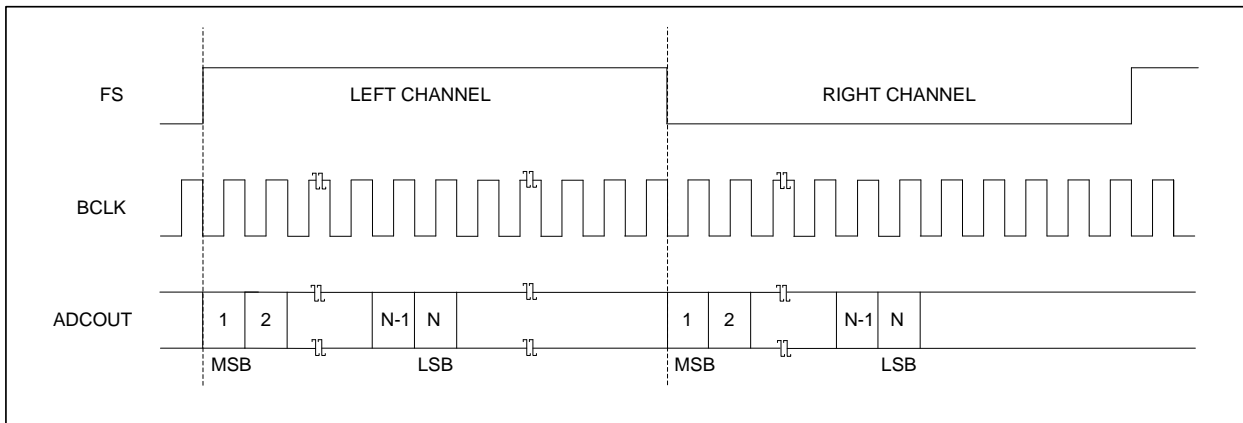 FS
LEFT CHANNEL
RIGHT CHANNEL
BCLK
ADCOUT
1 2 N-1 N
1 2 N-1 N
MSB LSB
MSB LSB